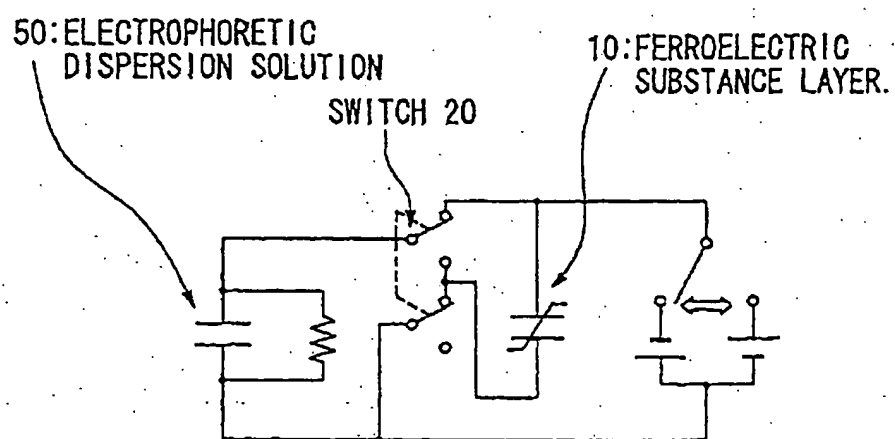 50:ELECTROPHORETIC
DISPERSION SOLUTION
SWITCH 20
10:FERROELECTRIC
SUBSTANCE LAYER.